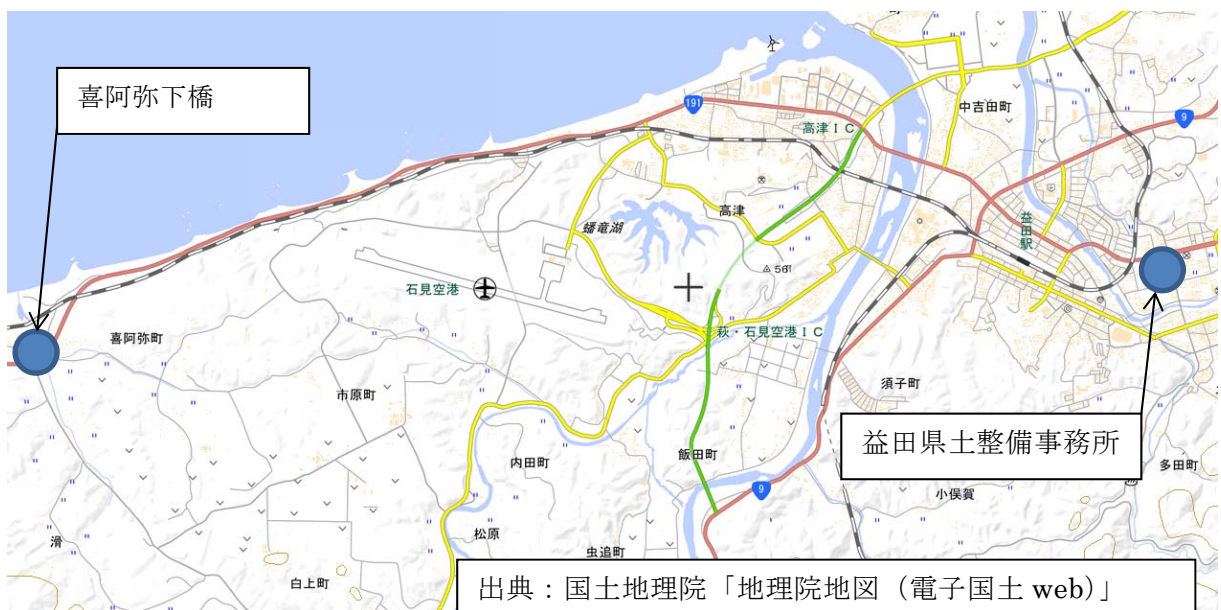 喜阿弥下橋
191
高津IC
中吉田町
9
高津
益田駅
蟠竜湖
56
石見空港
萩・石見空港IC
喜阿弥町
市原町
須子町
益田県土整備事務所
飯田町
内田町
多田町
9
小俣賀
松原
滑
虫追町
白上町
出典:国土地理院「地理院地図(電子国土web)」